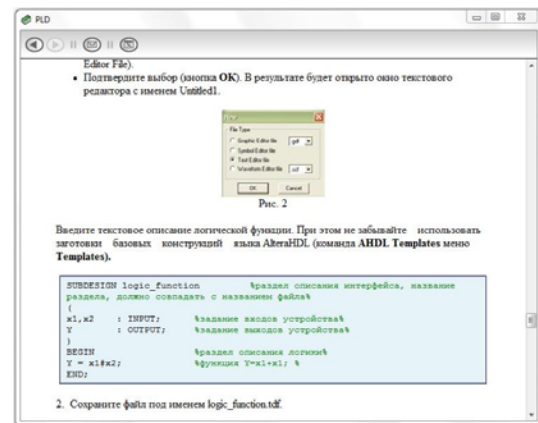 PLD
Editor File).
▪ Подтвердите выбор (кнопка OK). В результате будет открыто окно текстового
редактора с именем Untitled1.
New
File Type
Graphic Editor file .gdf
Symbol Editor file
Text Editor file
Waveform Editor file .scf
OK Cancel
Рис. 2
Введите текстовое описание логической функции. При этом не забывайте использовать
заготовки базовых конструкций языка AlteraHDL (команда AHDL Templates меню
Templates).
SUBDESIGN logic_function %раздел описания интерфейса, название
раздела, должно совпадать с названием файла%
(
x1,x2 : INPUT; %задание входов устройства%
Y : OUTPUT; %задание выходов устройства%
)
BEGIN %раздел описания логики%
Y = x1#x2; %функция Y=x1+x1; %
END;
2. Сохраните файл под именем logic_function.tdf.